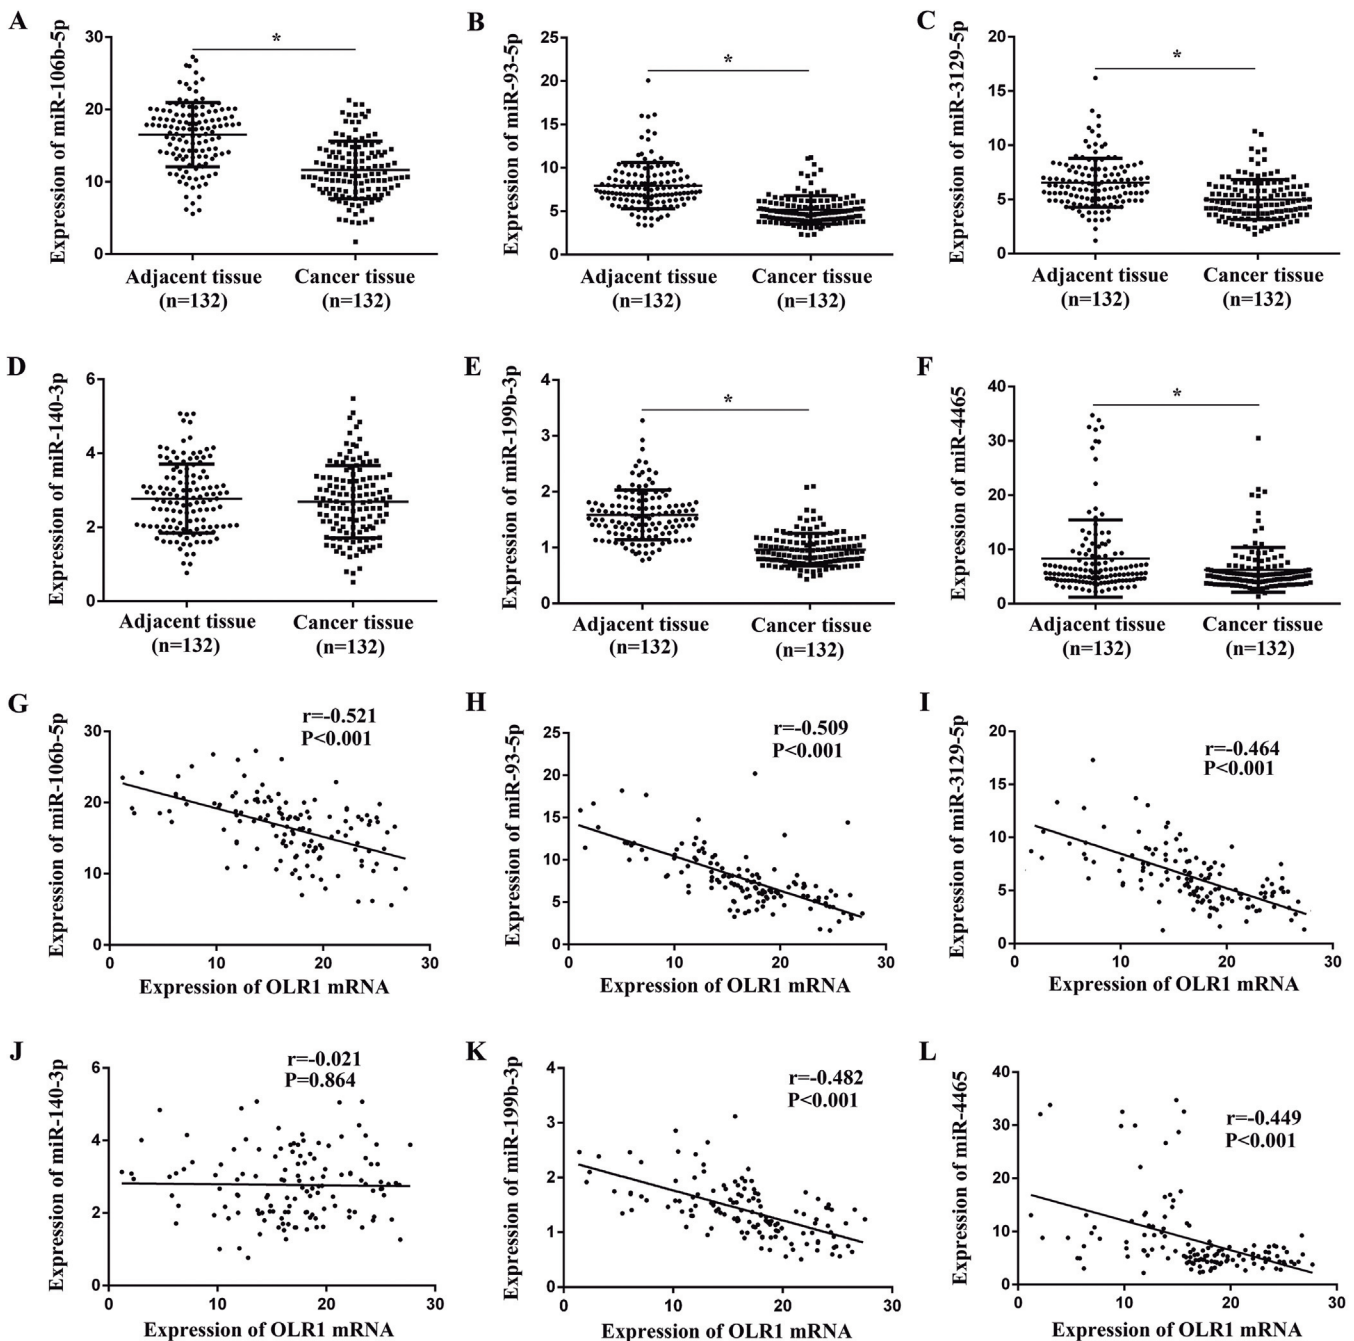 A
Expression of miR-106b-5p
30
20
10
0
*
Adjacent tissue
(n=132)
Cancer tissue
(n=132)
B
Expression of miR-93-5p
25
20
15
10
5
0
*
Adjacent tissue
(n=132)
Cancer tissue
(n=132)
C
Expression of miR-3129-5p
20
15
10
5
0
*
Adjacent tissue
(n=132)
Cancer tissue
(n=132)
D
Expression of miR-140-3p
6
4
2
0
Adjacent tissue
(n=132)
Cancer tissue
(n=132)
E
Expression of miR-199b-3p
4
3
2
1
0
*
Adjacent tissue
(n=132)
Cancer tissue
(n=132)
F
Expression of miR-4465
40
30
20
10
0
*
Adjacent tissue
(n=132)
Cancer tissue
(n=132)
G
Expression of miR-106b-5p
30
20
10
0
r=-0.521
P<0.001
0 10 20 30
Expression of OLR1 mRNA
H
Expression of miR-93-5p
25
20
15
10
5
0
r=-0.509
P<0.001
0 10 20 30
Expression of OLR1 mRNA
I
Expression of miR-3129-5p
20
15
10
5
0
r=-0.464
P<0.001
0 10 20 30
Expression of OLR1 mRNA
J
Expression of miR-140-3p
6
4
2
0
r=-0.021
P=0.864
0 10 20 30
Expression of OLR1 mRNA
K
Expression of miR-199b-3p
4
3
2
1
0
r=-0.482
P<0.001
0 10 20 30
Expression of OLR1 mRNA
L
Expression of miR-4465
40
30
20
10
0
r=-0.449
P<0.001
0 10 20 30
Expression of OLR1 mRNA